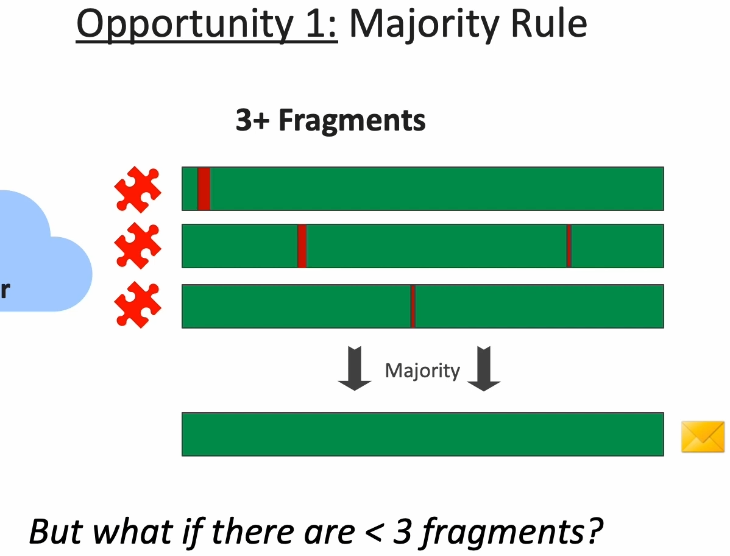 Opportunity 1: Majority Rule
3+ Fragments
r
Majority
But what if there are < 3 fragments?